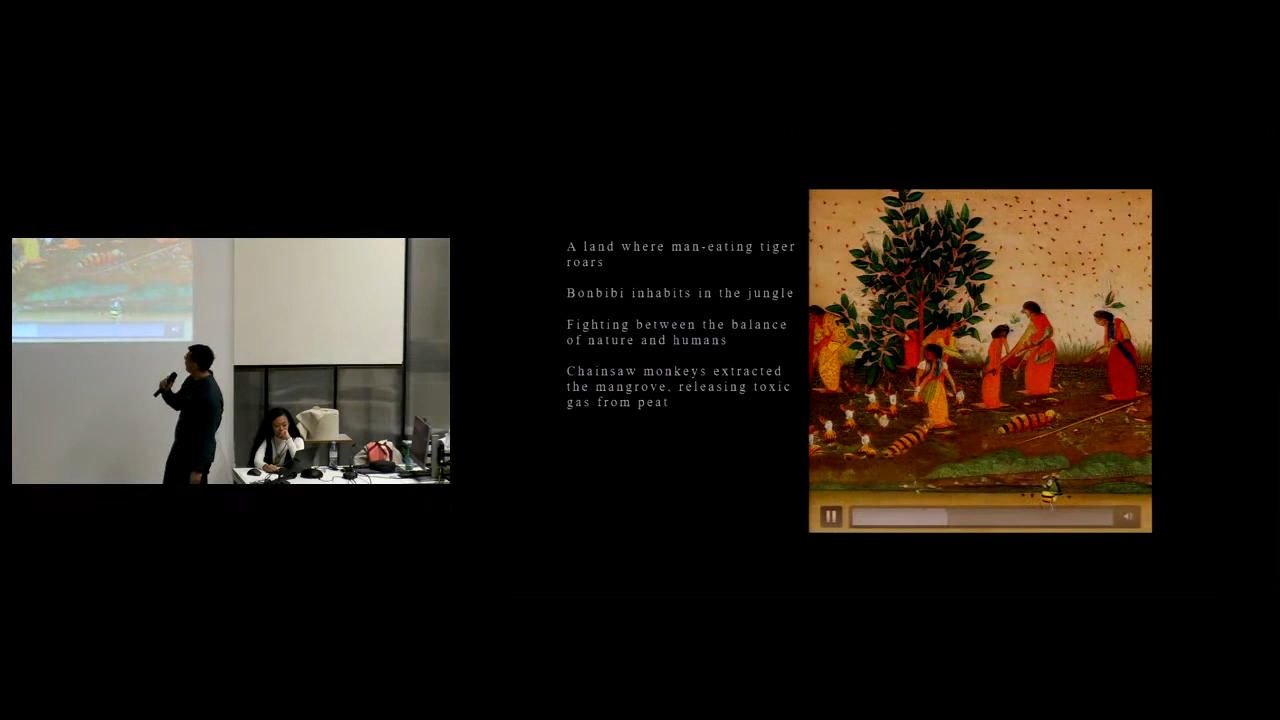 A land where man-eating tiger
roars
Bonbibi inhabits in the jungle
Fighting between the balance
of nature and humans
Chainsaw monkeys extracted
the mangrove, releasing toxic
gas from peat